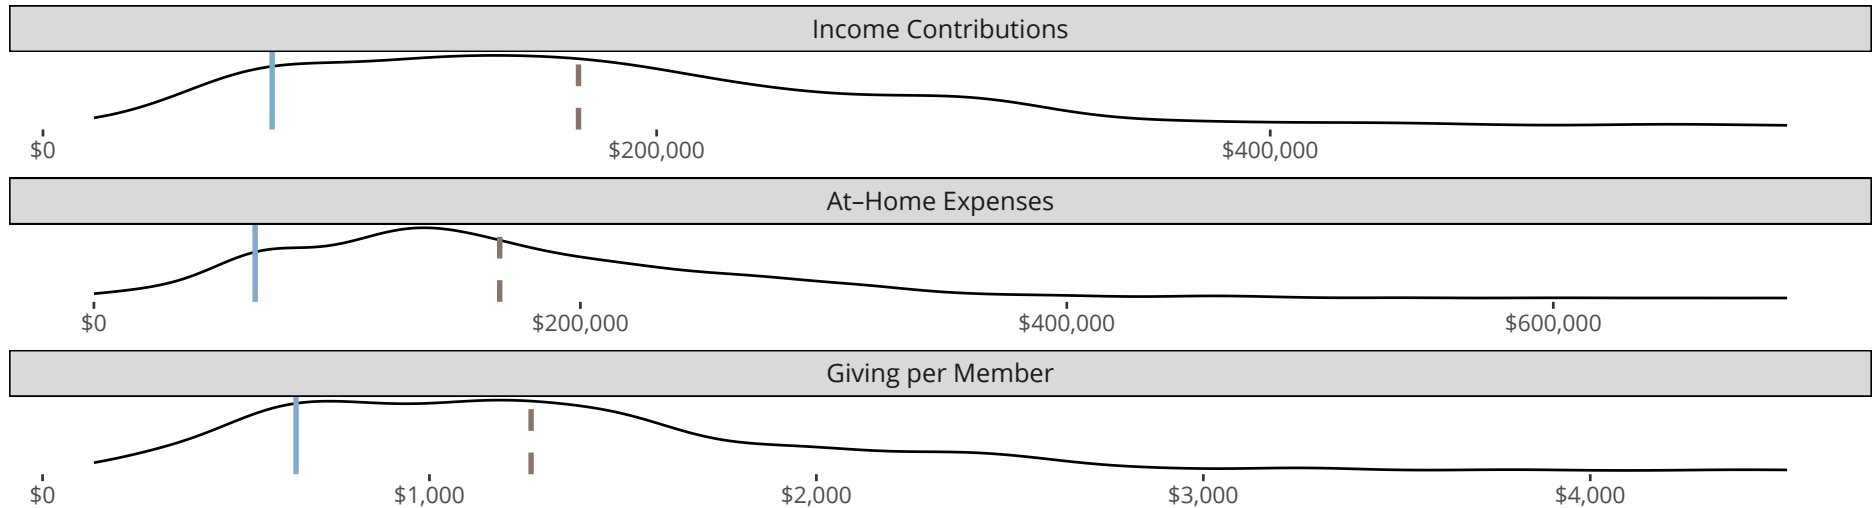 Income Contributions
$0 $200,000 $400,000
At–Home Expenses
$0 $200,000 $400,000 $600,000
Giving per Member
$0 $1,000 $2,000 $3,000 $4,000